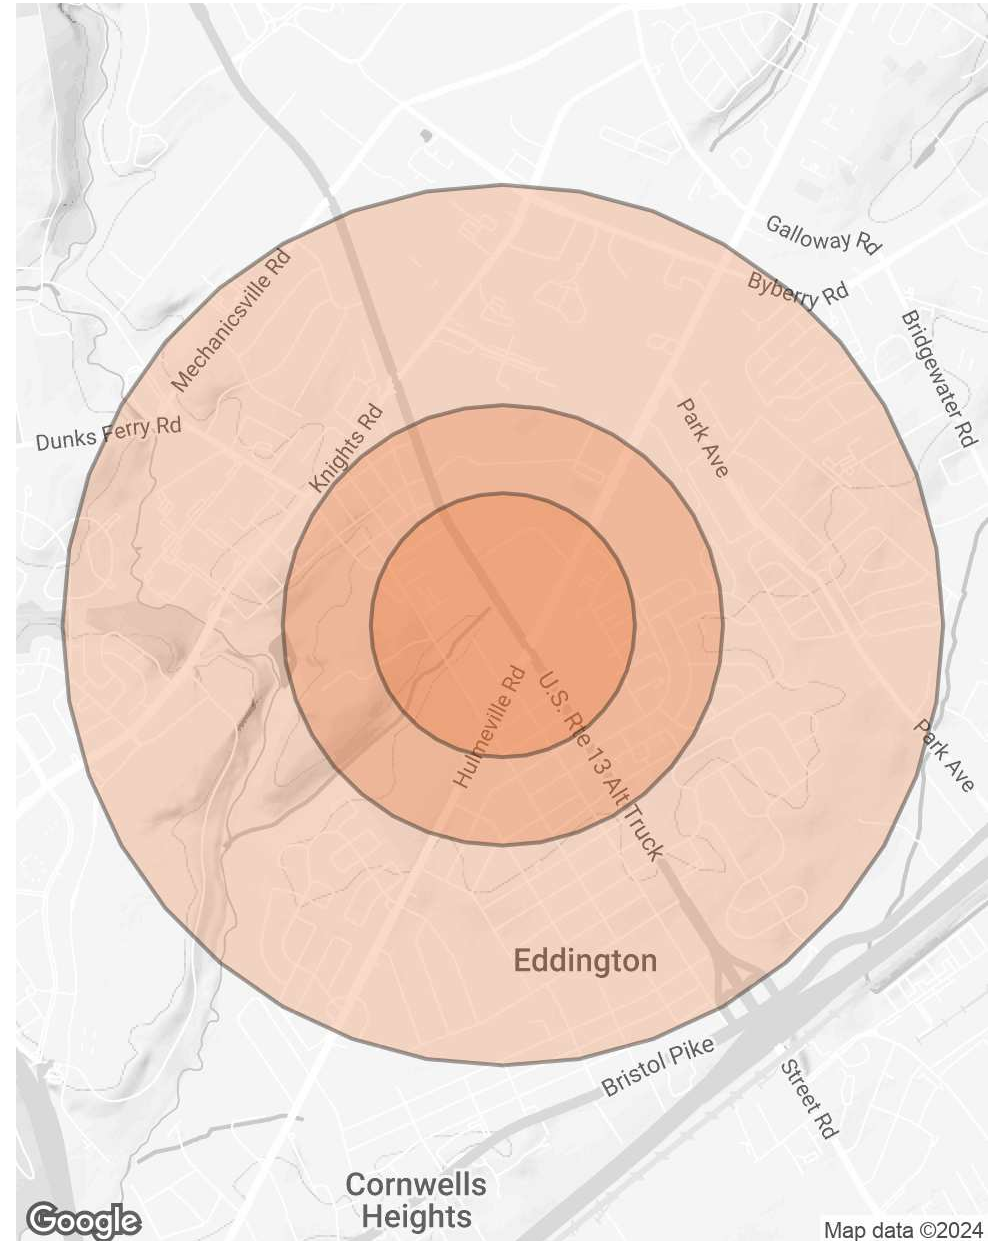 Galloway Rd
Mechanicsville Rd
Byberry Rd
Bridgewater Rd
Knights Rd
Park Ave
Dunks Ferry Rd
Hulmeville Rd
U.S. Rte 13 Alt Truck
Park Ave
Eddington
Bristol Pike
Street Rd
Cornwells
Heights
Google
Map data ©2024